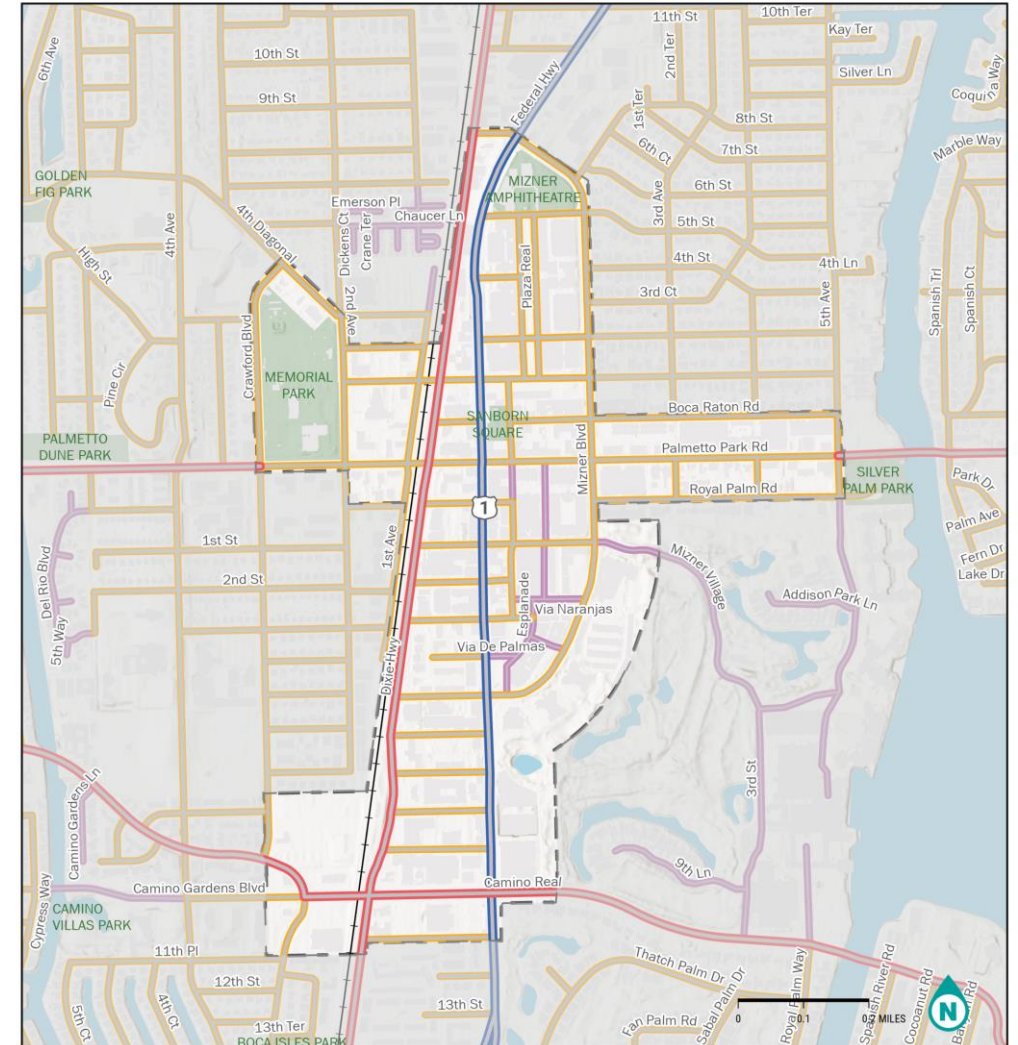 11th St
10th Ter
Kay Ter
6th Ave
10th St
2nd Ter
Silver Ln
Federal Hwy
9th St
1st Ter
Coquina Way
8th St
6th Ct
7th St
Marble Way
GOLDEN
FIG PARK
MIZNER
AMPHITHEATRE
6th St
Emerson Pl
Chaucer Ln
4th Ave
4th Diagonal
Dickens Ct
Crane Ter
3rd Ave
5th St
High St
Plaza Real
4th St
4th Ln
3rd Ct
5th Ave
Spanish Trl
Spanish Ct
2nd Ave
Crawford Blvd
Pine Cir
MEMORIAL
PARK
SANBORN
SQUARE
Boca Raton Rd
PALMETTO
DUNE PARK
Mizner Blvd
Palmetto Park Rd
Royal Palm Rd
SILVER
PALM PARK
Park Dr
1
Palm Ave
1st St
1st Ave
Mizner Village
Fern Dr
Lake Dr
Del Rio Blvd
2nd St
Addison Park Ln
5th Way
Esplanade
Via Naranjas
Via De Palmas
Dixie Hwy
3rd St
Camino Gardens Ln
9th Ln
Camino Gardens Blvd
Camino Real
Cypress Way
CAMINO
VILLAS PARK
11th Pl
Thatch Palm Dr
12th St
Sabal Palm Dr
Royal Palm Way
Spanish River Rd
Cocoanut Rd
5th Ct
4th Ct
13th St
Fan Palm Rd
13th Ter
BOCA ISLES PARK
0
0.1
0.2 MILES
N